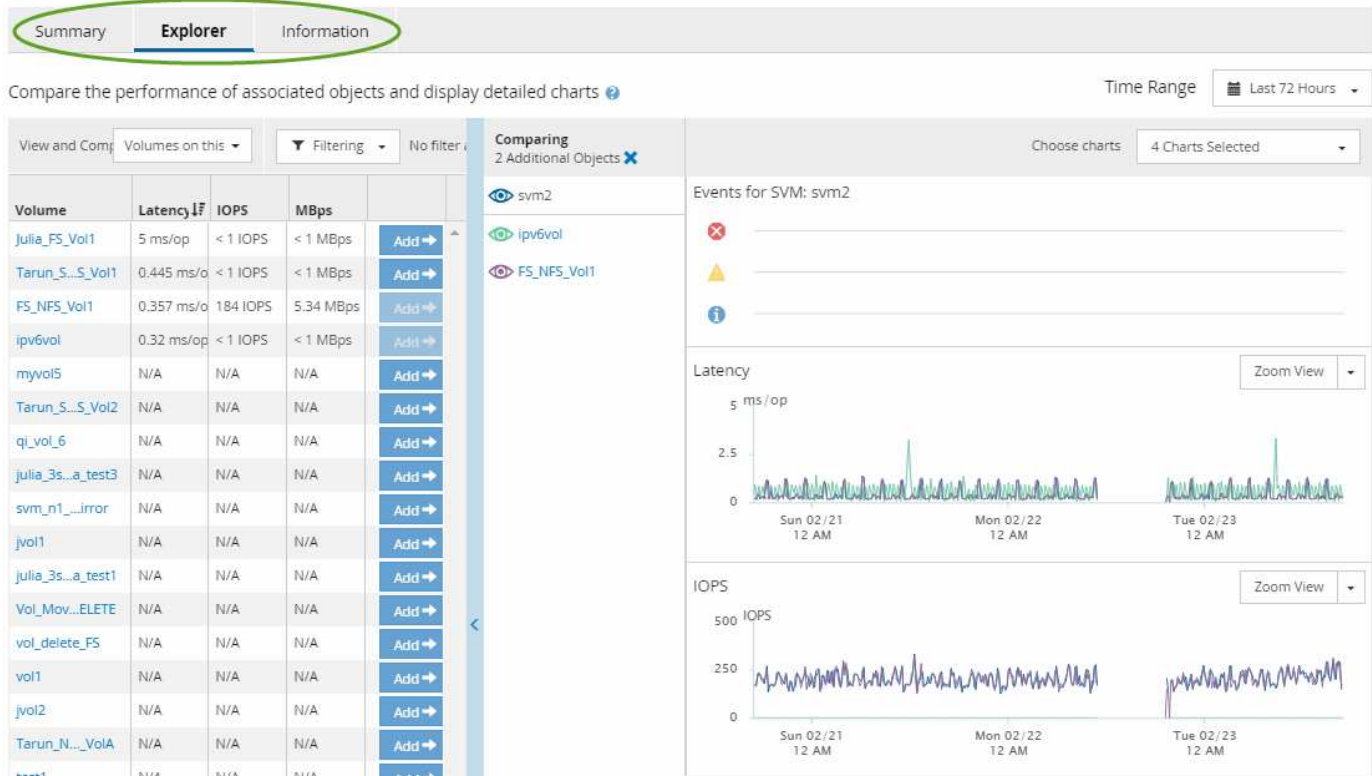 Summary Explorer Information
Compare the performance of associated objects and display detailed charts ?
Time Range Last 72 Hours
View and Comp Volumes on this Filtering No filter
Comparing
2 Additional Objects
Choose charts 4 Charts Selected
Volume Latency IOPS MBps
Julia_FS_Vol1 5 ms/op < 1 IOPS < 1 MBps Add
Tarun_S...S_Vol1 0.445 ms/o < 1 IOPS < 1 MBps Add
FS_NFS_Vol1 0.357 ms/o 184 IOPS 5.34 MBps Add
ipv6vol 0.32 ms/op < 1 IOPS < 1 MBps Add
myvol5 N/A N/A N/A Add
Tarun_S...S_Vol2 N/A N/A N/A Add
qi_vol_6 N/A N/A N/A Add
julia_3s...a_test3 N/A N/A N/A Add
svm_n1_...irror N/A N/A N/A Add
jvol1 N/A N/A N/A Add
julia_3s...a_test1 N/A N/A N/A Add
Vol_Mov...ELETE N/A N/A N/A Add
vol_delete_FS N/A N/A N/A Add
vol1 N/A N/A N/A Add
jvol2 N/A N/A N/A Add
Tarun_N..._VolA N/A N/A N/A Add
svm2
ipv6vol
FS_NFS_Vol1
Events for SVM: svm2
Latency Zoom View
5 ms/op
2.5
0
Sun 02/21 Mon 02/22 Tue 02/23
12 AM 12 AM 12 AM
IOPS Zoom View
500 IOPS
250
0
Sun 02/21 Mon 02/22 Tue 02/23
12 AM 12 AM 12 AM